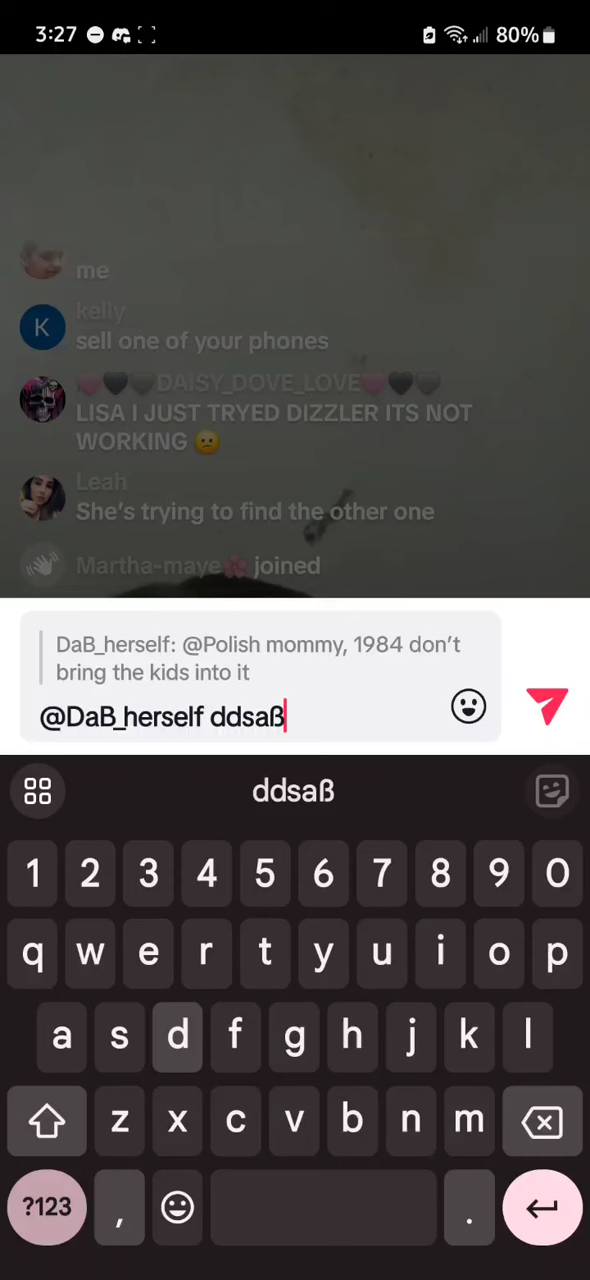 3:27
80%
me
kelly
sell one of your phones
🩷🖤🩶DAISY_DOVE_LOVE🩷🖤🩶
LISA I JUST TRYED DIZZLER ITS NOT
WORKING 😕
Leah
She’s trying to find the other one
Martha-maye🌸 joined
DaB_herself: @Polish mommy, 1984 don’t
bring the kids into it
@DaB_herself ddsaß
ddsaß
1 2 3 4 5 6 7 8 9 0
q w e r t y u i o p
a s d f g h j k l
z x c v b n m
?123 , .